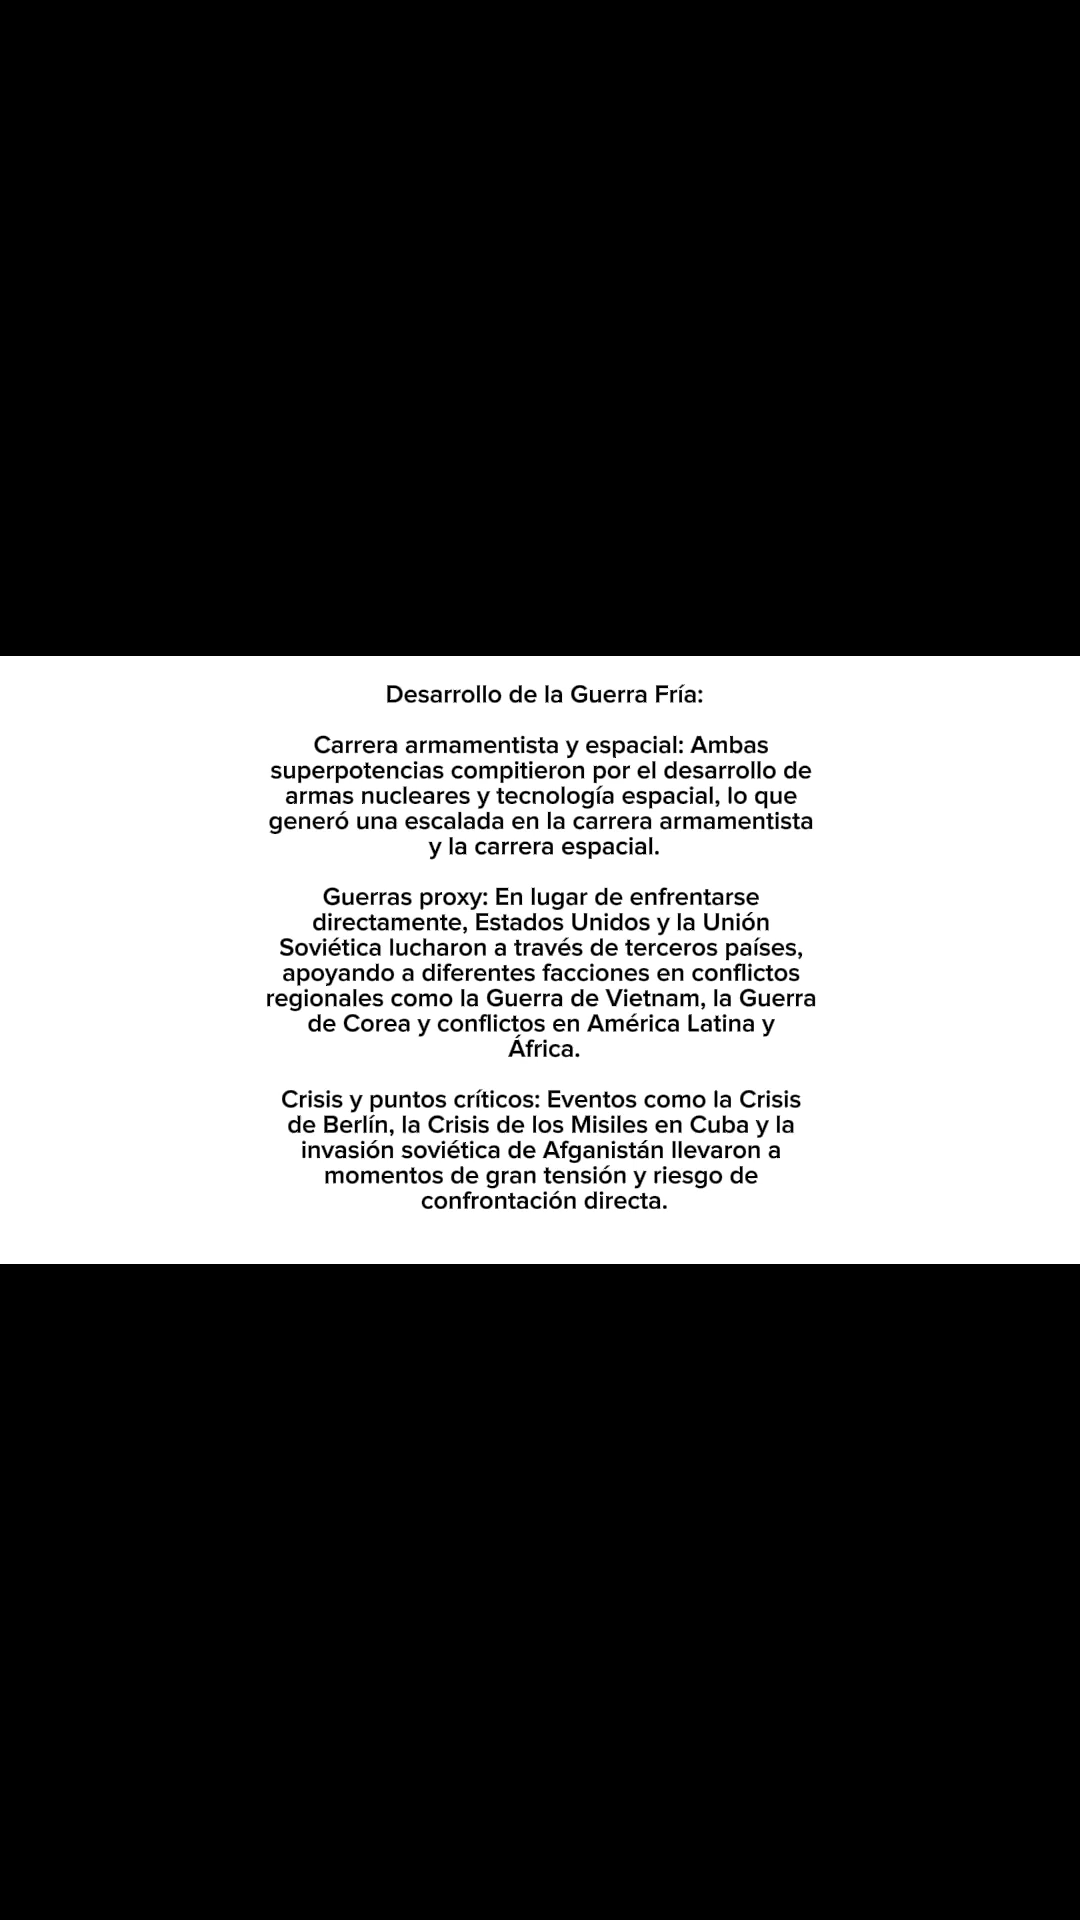 Desarrollo de la Guerra Fría:
Carrera armamentista y espacial: Ambas
superpotencias compitieron por el desarrollo de
armas nucleares y tecnología espacial, lo que
generó una escalada en la carrera armamentista
y la carrera espacial.
Guerras proxy: En lugar de enfrentarse
directamente, Estados Unidos y la Unión
Soviética lucharon a través de terceros países,
apoyando a diferentes facciones en conflictos
regionales como la Guerra de Vietnam, la Guerra
de Corea y conflictos en América Latina y
África.
Crisis y puntos críticos: Eventos como la Crisis
de Berlín, la Crisis de los Misiles en Cuba y la
invasión soviética de Afganistán llevaron a
momentos de gran tensión y riesgo de
confrontación directa.